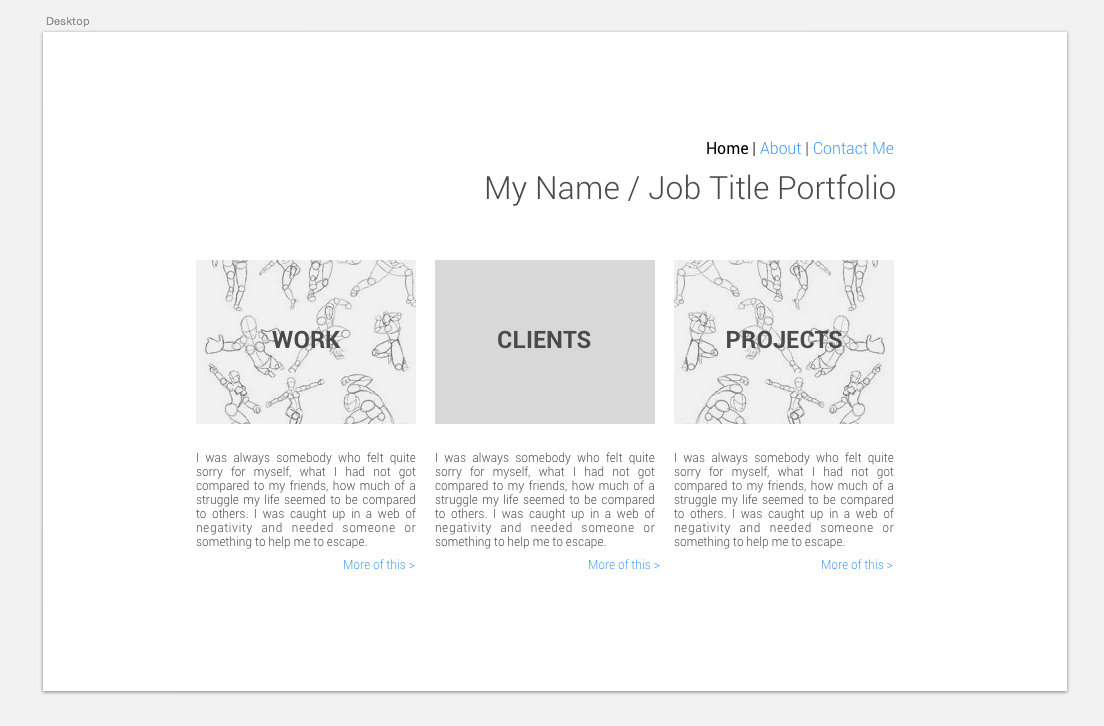 Desktop
Home | About | Contact Me
My Name / Job Title Portfolio
WORK
CLIENTS
PROJECTS
I was always somebody who felt quite
sorry for myself, what I had not got
compared to my friends, how much of a
struggle my life seemed to be compared
to others. I was caught up in a web of
negativity and needed someone or
something to help me to escape.
More of this >
I was always somebody who felt quite
sorry for myself, what I had not got
compared to my friends, how much of a
struggle my life seemed to be compared
to others. I was caught up in a web of
negativity and needed someone or
something to help me to escape.
More of this >
I was always somebody who felt quite
sorry for myself, what I had not got
compared to my friends, how much of a
struggle my life seemed to be compared
to others. I was caught up in a web of
negativity and needed someone or
something to help me to escape.
More of this >